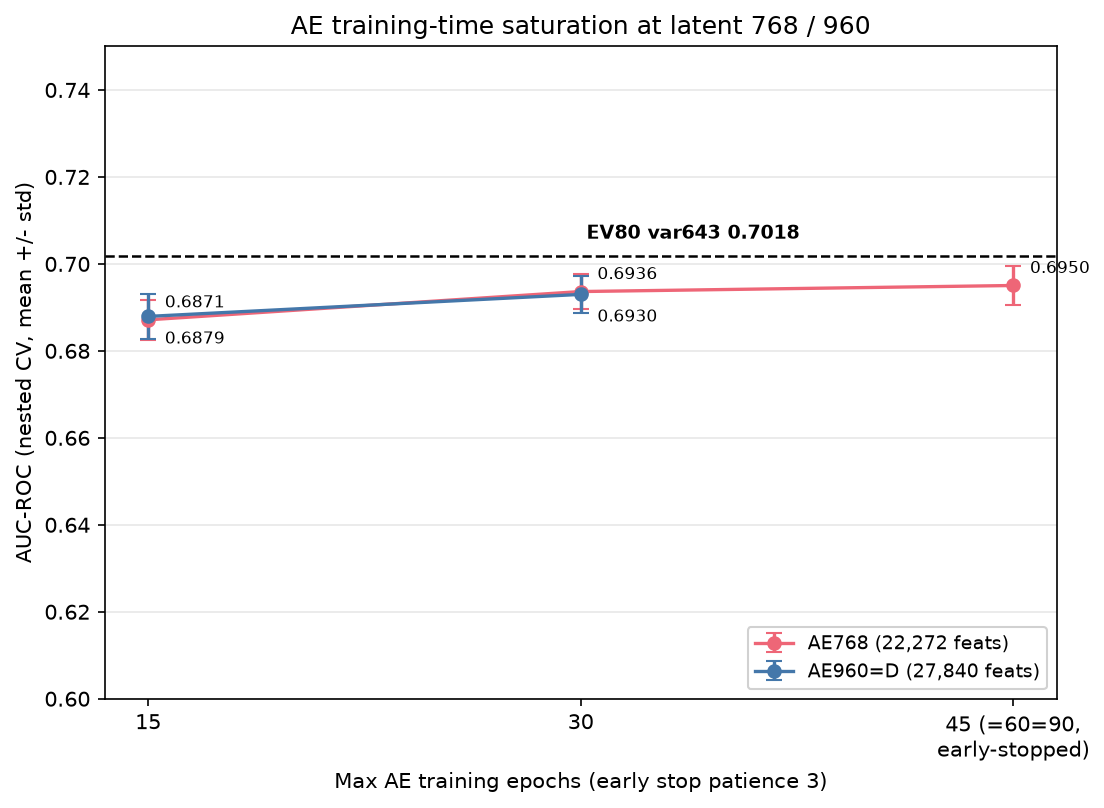 AE training-time saturation at latent 768 / 960
AUC-ROC (nested CV, mean +/- std)
0.74
0.72
0.70
0.68
0.66
0.64
0.62
0.60
EV80 var643 0.7018
0.6871
0.6879
0.6936
0.6930
0.6950
AE768 (22,272 feats)
AE960=D (27,840 feats)
15
30
45 (=60=90,
early-stopped)
Max AE training epochs (early stop patience 3)